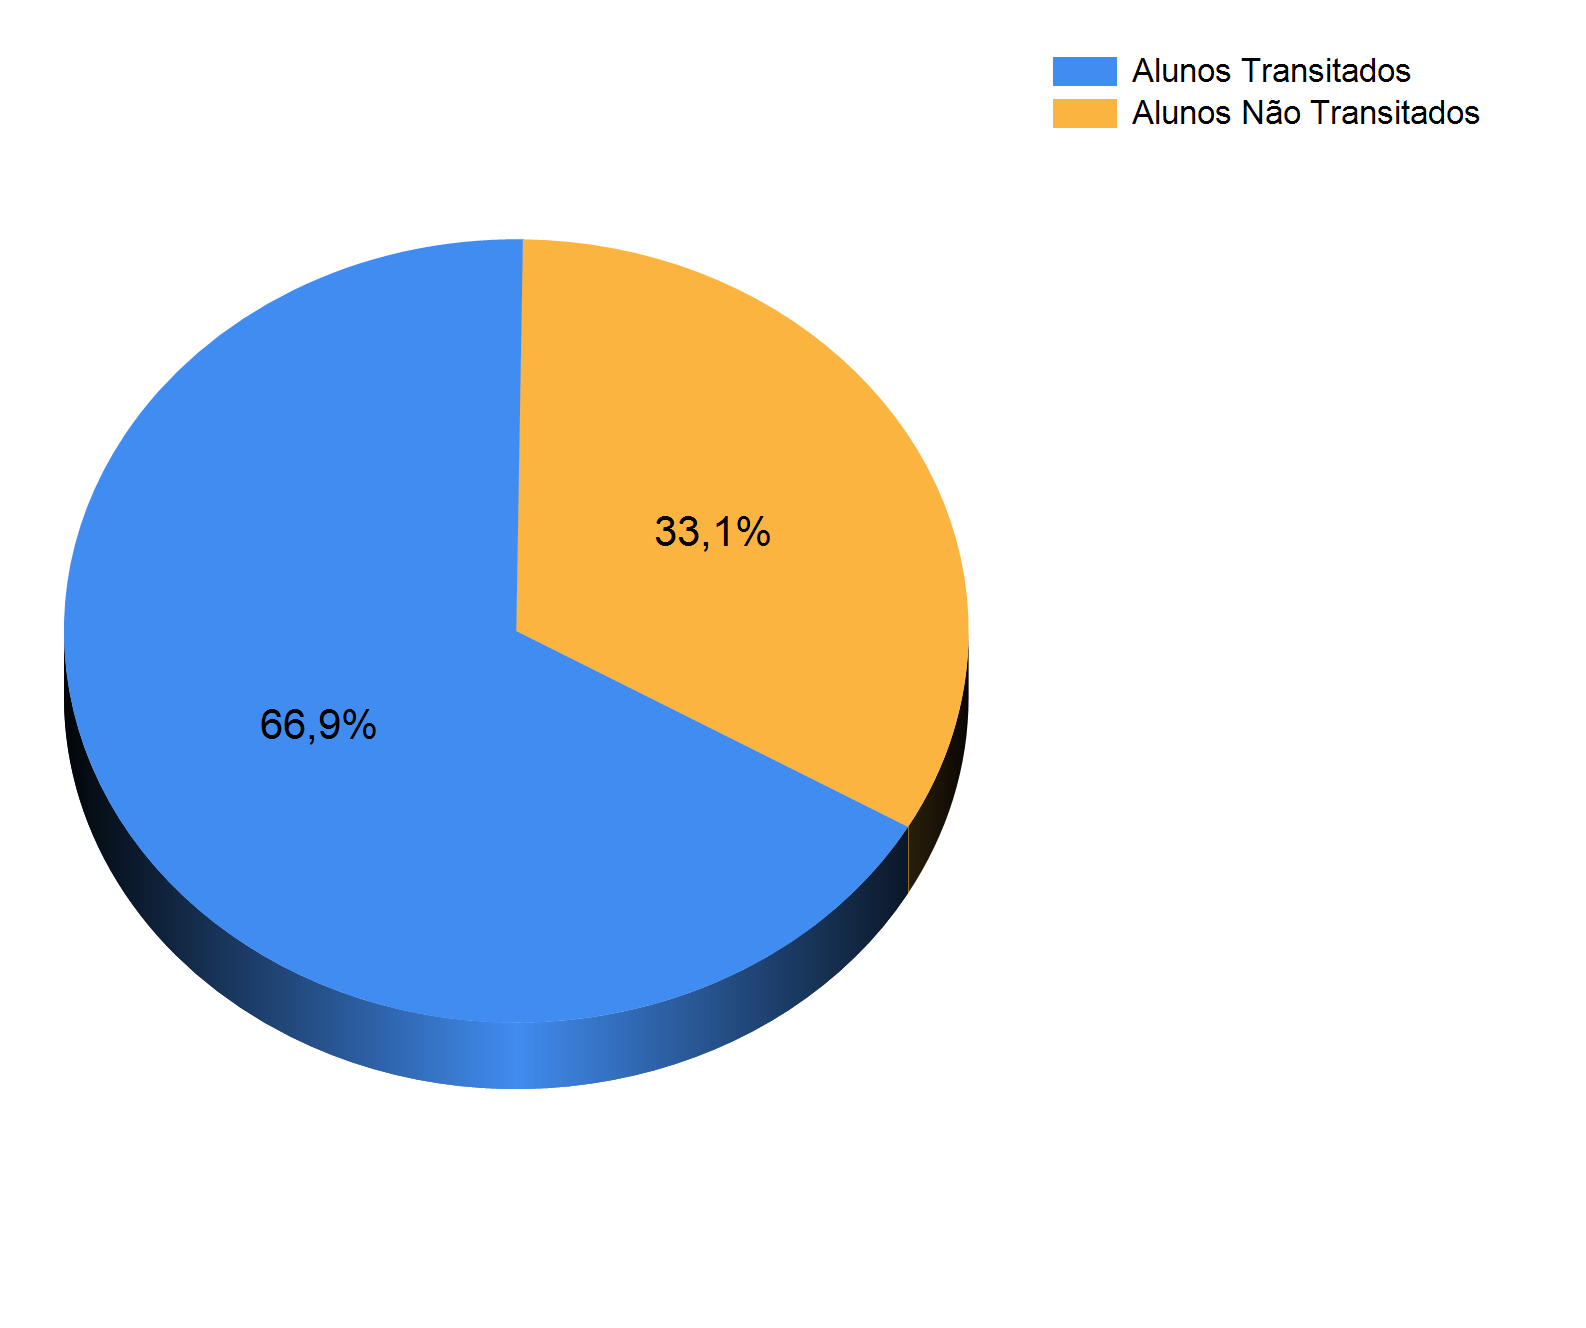 Alunos Transitados
Alunos Não Transitados
33,1%
66,9%